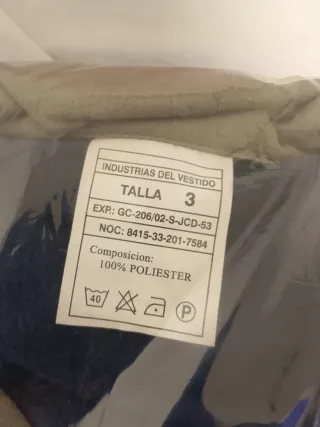 INDUSTRIAS DEL VESTIDO
TALLA 3
EXP.: GC-206/02-S-JCD-53
NOC: 8415-33-201-7584
Composicion:
100% POLIESTER
40 P